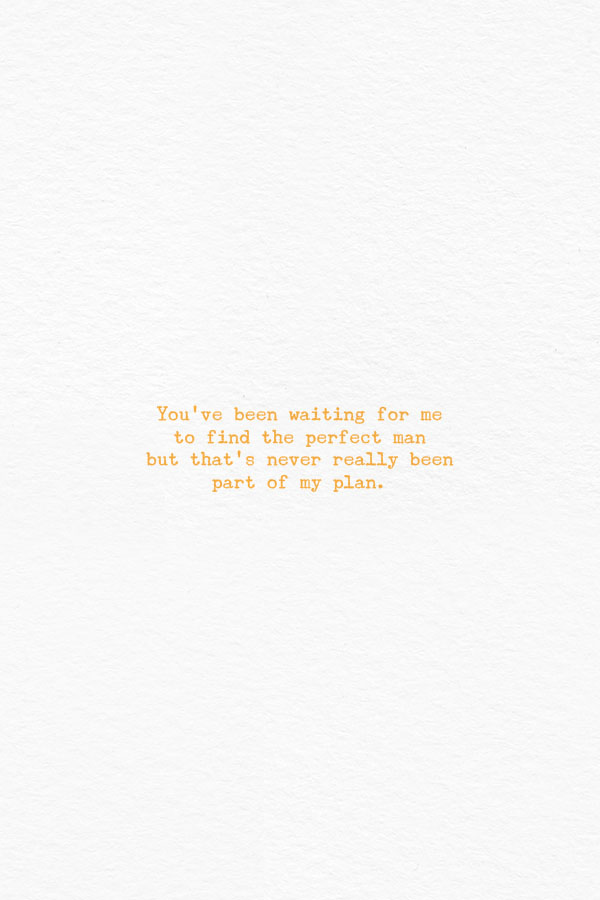 You've been waiting for me
to find the perfect man
but that's never really been
part of my plan.